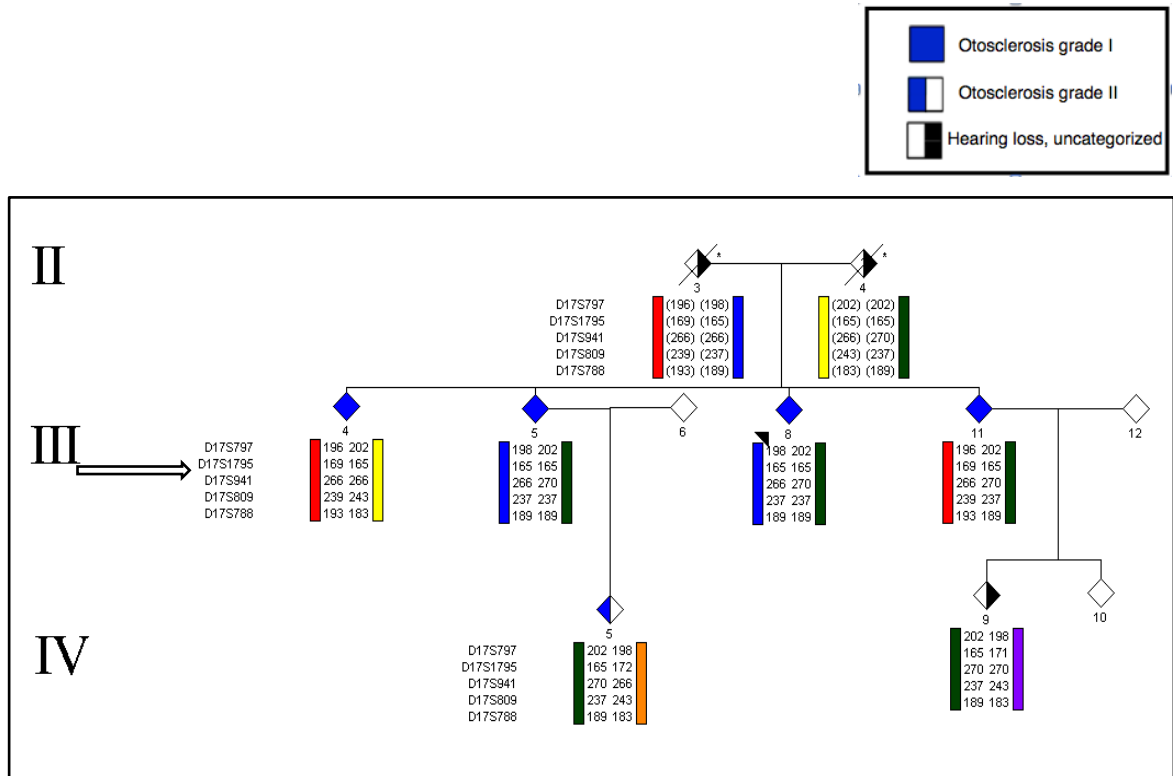 Otosclerosis grade I
Otosclerosis grade II
Hearing loss, uncategorized
II
* *
3 4
D17S797 (196) (198) (202) (202)
D17S1795 (169) (165) (165) (165)
D17S941 (266) (266) (266) (270)
D17S809 (239) (237) (243) (237)
D17S788 (193) (189) (183) (189)
III
4 5 6 8 11 12
D17S797 196 202 198 202 198 202 196 202
D17S1795 169 165 165 165 165 165 169 165
D17S941 266 266 266 270 266 270 266 270
D17S809 239 243 237 237 237 237 239 237
D17S788 193 183 189 189 189 189 193 189
IV
5 9 10
D17S797 202 198 202 198
D17S1795 165 172 165 171
D17S941 270 266 270 270
D17S809 237 243 237 243
D17S788 189 183 189 183